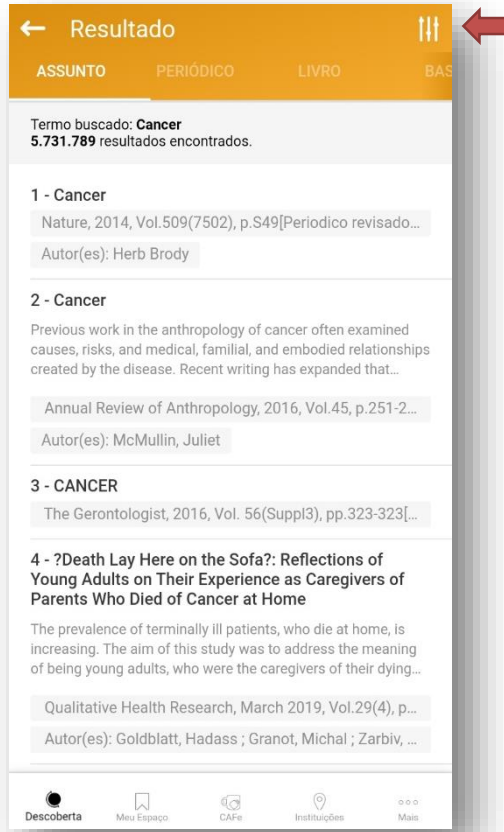 Resultado
ASSUNTO PERIÓDICO LIVRO BAS
Termo buscado: Cancer
5.731.789 resultados encontrados.
1 - Cancer
Nature, 2014, Vol.509(7502), p.S49[Periodico revisado...
Autor(es): Herb Brody
2 - Cancer
Previous work in the anthropology of cancer often examined
causes, risks, and medical, familial, and embodied relationships
created by the disease. Recent writing has expanded that...
Annual Review of Anthropology, 2016, Vol.45, p.251-2...
Autor(es): McMullin, Juliet
3 - CANCER
The Gerontologist, 2016, Vol. 56(Suppl3), pp.323-323[...
4 - ?Death Lay Here on the Sofa?: Reflections of
Young Adults on Their Experience as Caregivers of
Parents Who Died of Cancer at Home
The prevalence of terminally ill patients, who die at home, is
increasing. The aim of this study was to address the meaning
of being young adults, who were the caregivers of their dying...
Qualitative Health Research, March 2019, Vol.29(4), p...
Autor(es): Goldblatt, Hadass ; Granot, Michal ; Zarbiv, ...
Descoberta Meu Espaço CAFe Instituições Mais